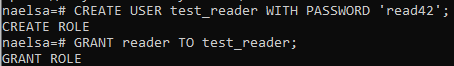 naelsa=# CREATE USER test_reader WITH PASSWORD 'read42';
CREATE ROLE
naelsa=# GRANT reader TO test_reader;
GRANT ROLE